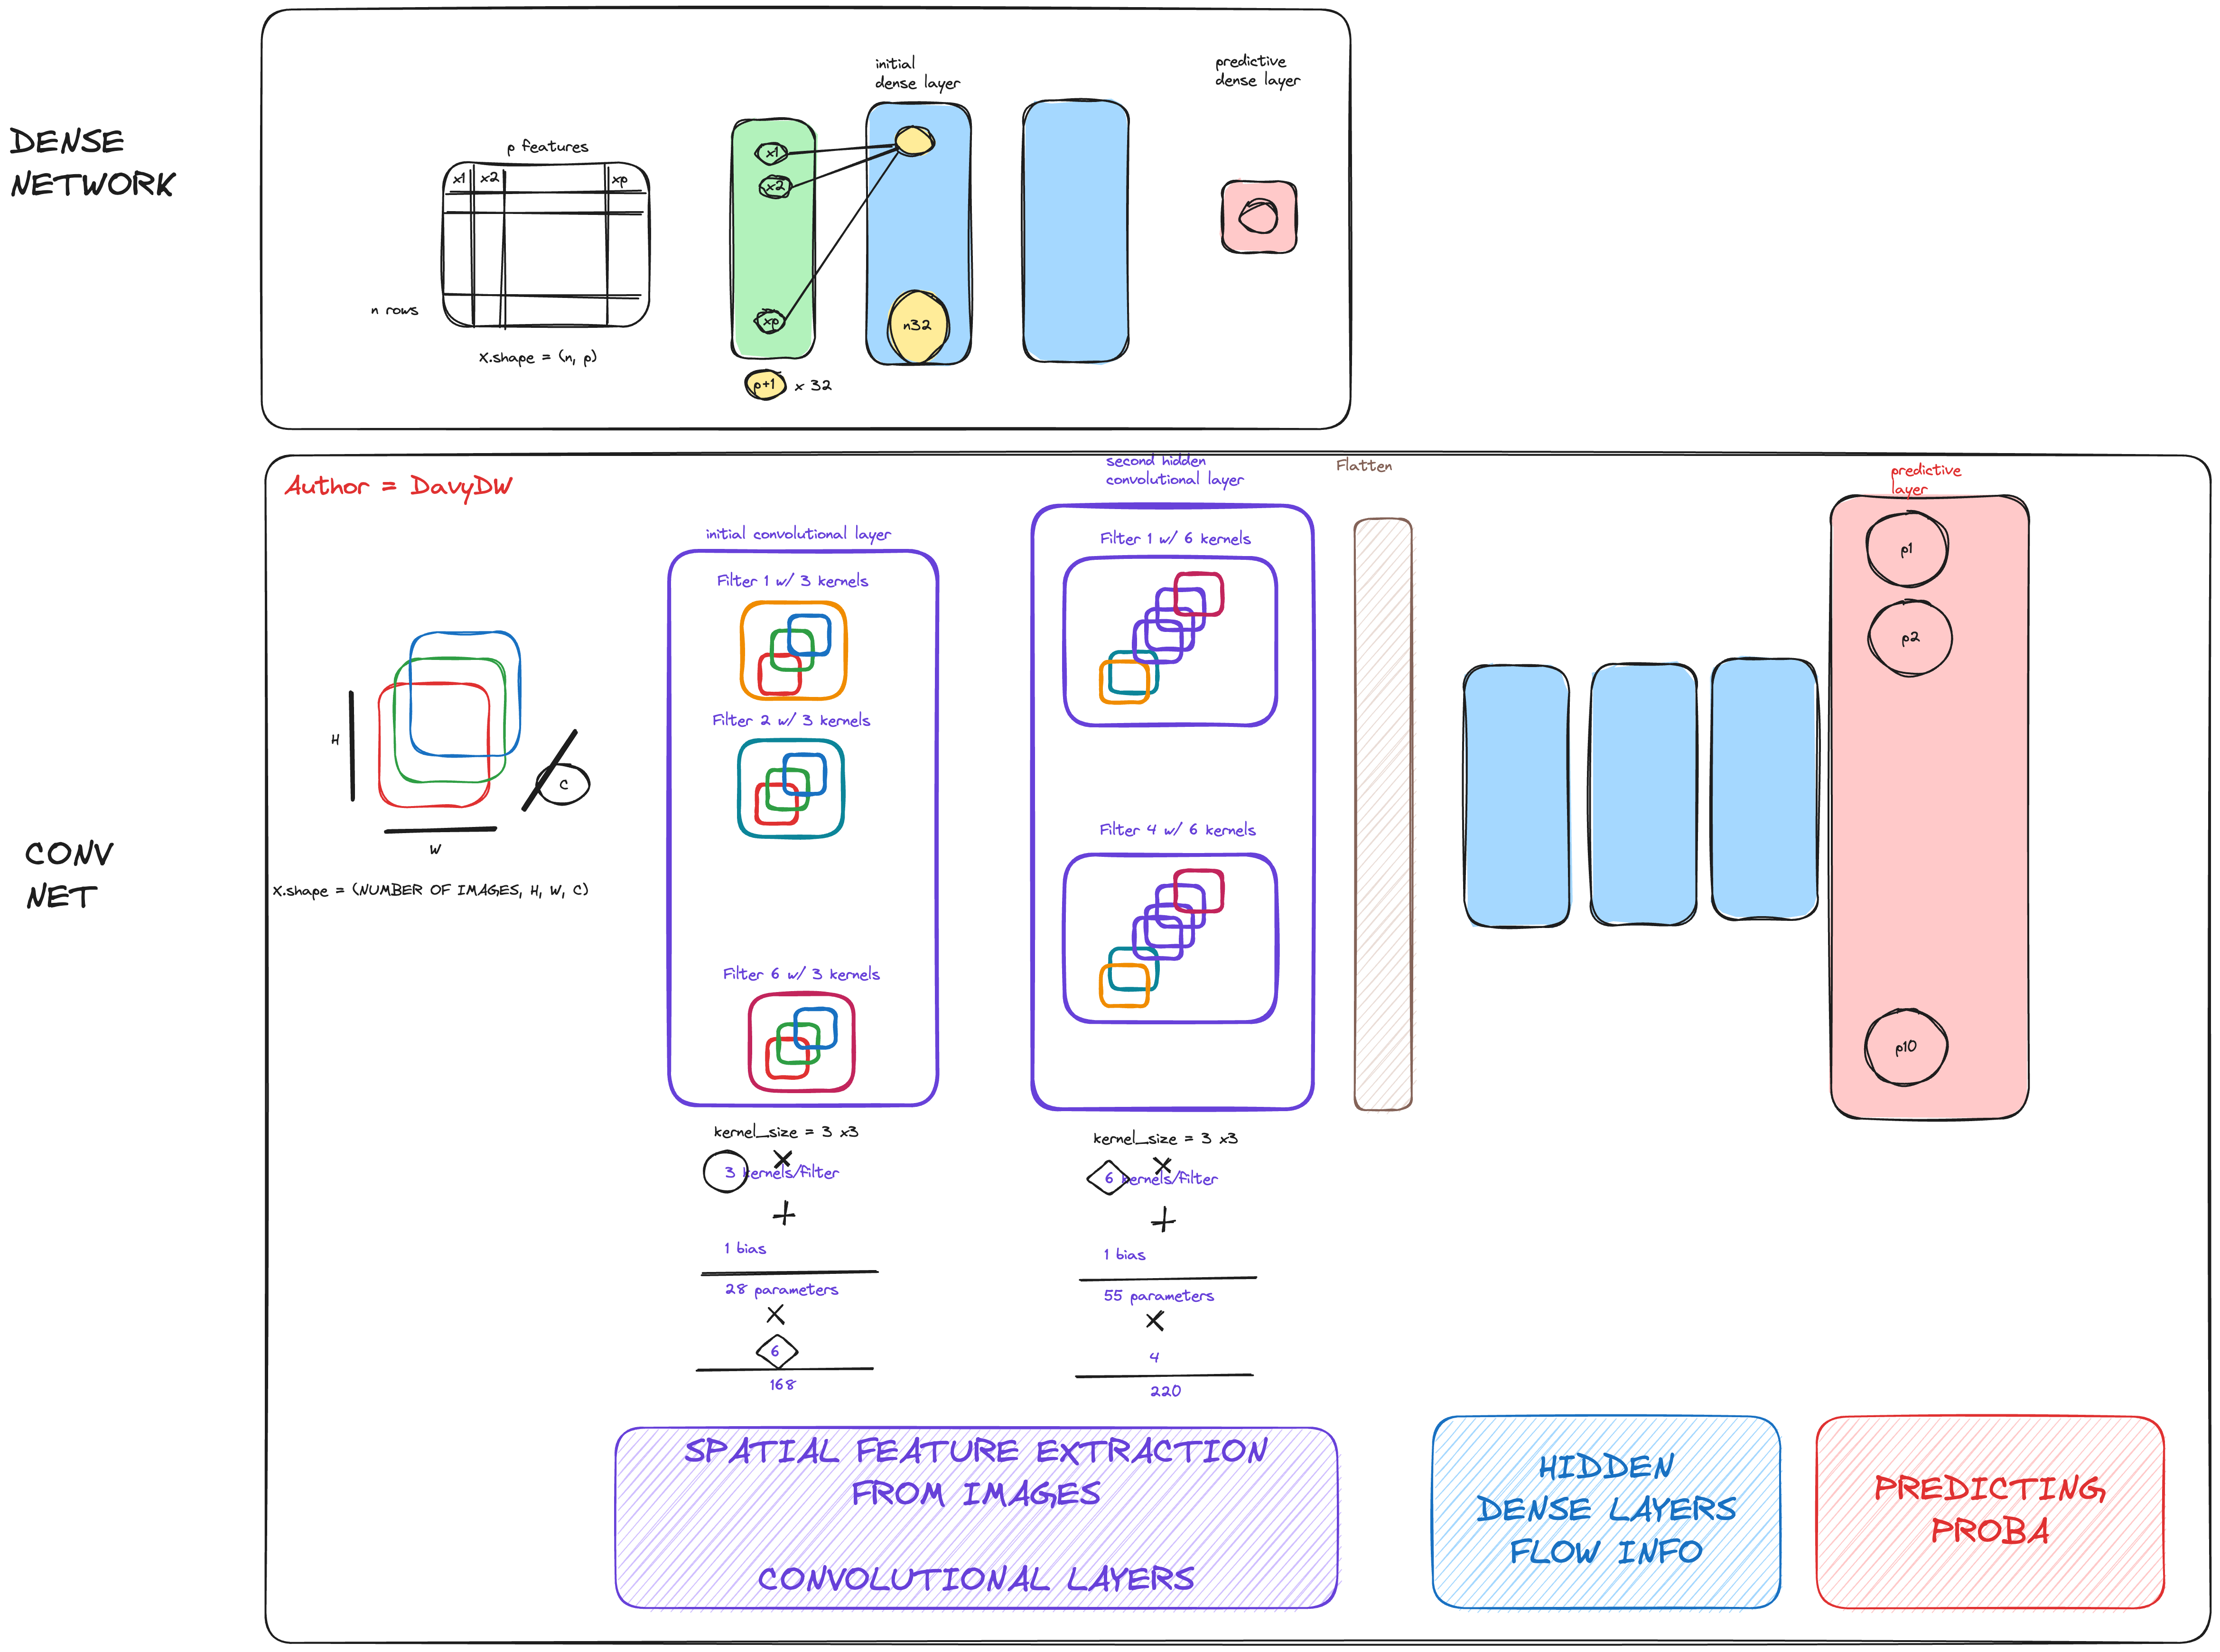 DENSE
NETWORK
initial
dense layer
predictive
dense layer
p features
x1
x2
xp
n rows
X.shape = (n, p)
x1
x2
xp
n32
p+1
x 32
CONV
NET
Author = DavyDW
H
W
C
X.shape = (NUMBER OF IMAGES, H, W, C)
initial convolutional layer
Filter 1 w/ 3 kernels
Filter 2 w/ 3 kernels
Filter 6 w/ 3 kernels
kernel_size = 3 x3
×
3 kernels/filter
+
1 bias
28 parameters
×
6
168
second hidden
convolutional layer
Filter 1 w/ 6 kernels
Filter 4 w/ 6 kernels
kernel_size = 3 x3
×
6 kernels/filter
+
1 bias
55 parameters
×
4
220
Flatten
predictive
layer
p1
p2
p10
SPATIAL FEATURE EXTRACTION
FROM IMAGES
CONVOLUTIONAL LAYERS
HIDDEN
DENSE LAYERS
FLOW INFO
PREDICTING
PROBA